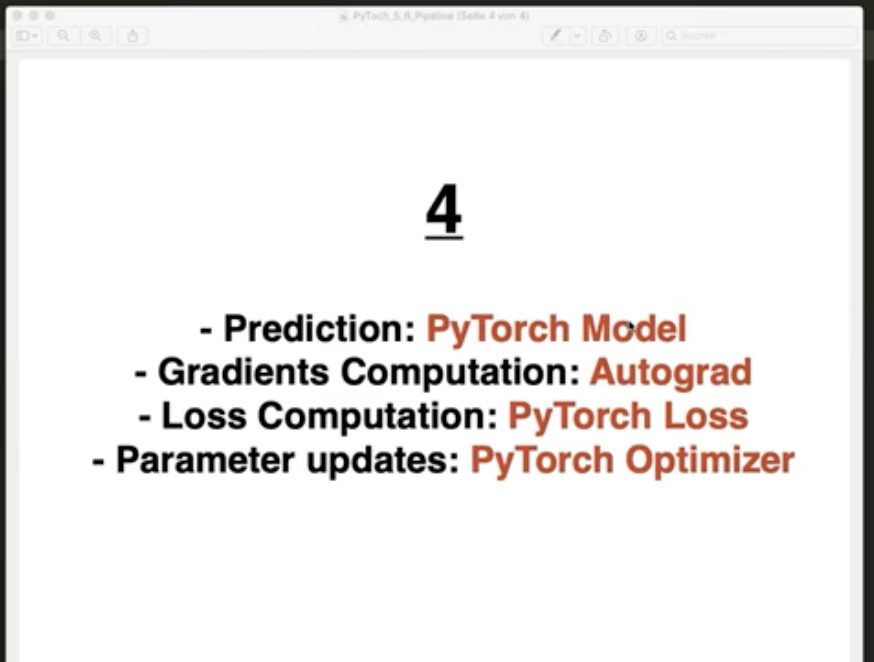 PyToch_5_6_Pipeline (Seite 4 von 4)
Suchen
4
- Prediction: PyTorch Model
- Gradients Computation: Autograd
- Loss Computation: PyTorch Loss
- Parameter updates: PyTorch Optimizer